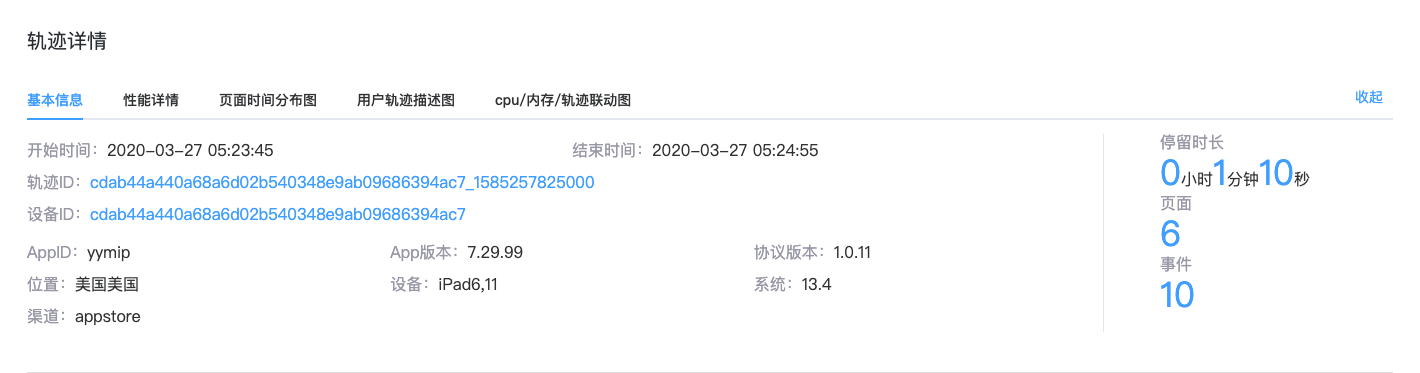 轨迹详情
基本信息 性能详情 页面时间分布图 用户轨迹描述图 cpu/内存/轨迹联动图 收起
开始时间：2020-03-27 05:23:45 结束时间：2020-03-27 05:24:55
轨迹ID：cdab44a440a68a6d02b540348e9ab09686394ac7_1585257825000
设备ID：cdab44a440a68a6d02b540348e9ab09686394ac7
AppID：yymip App版本：7.29.99 协议版本：1.0.11
位置：美国美国 设备：iPad6,11 系统：13.4
渠道：appstore
停留时长
0小时1分钟10秒
页面
6
事件
10